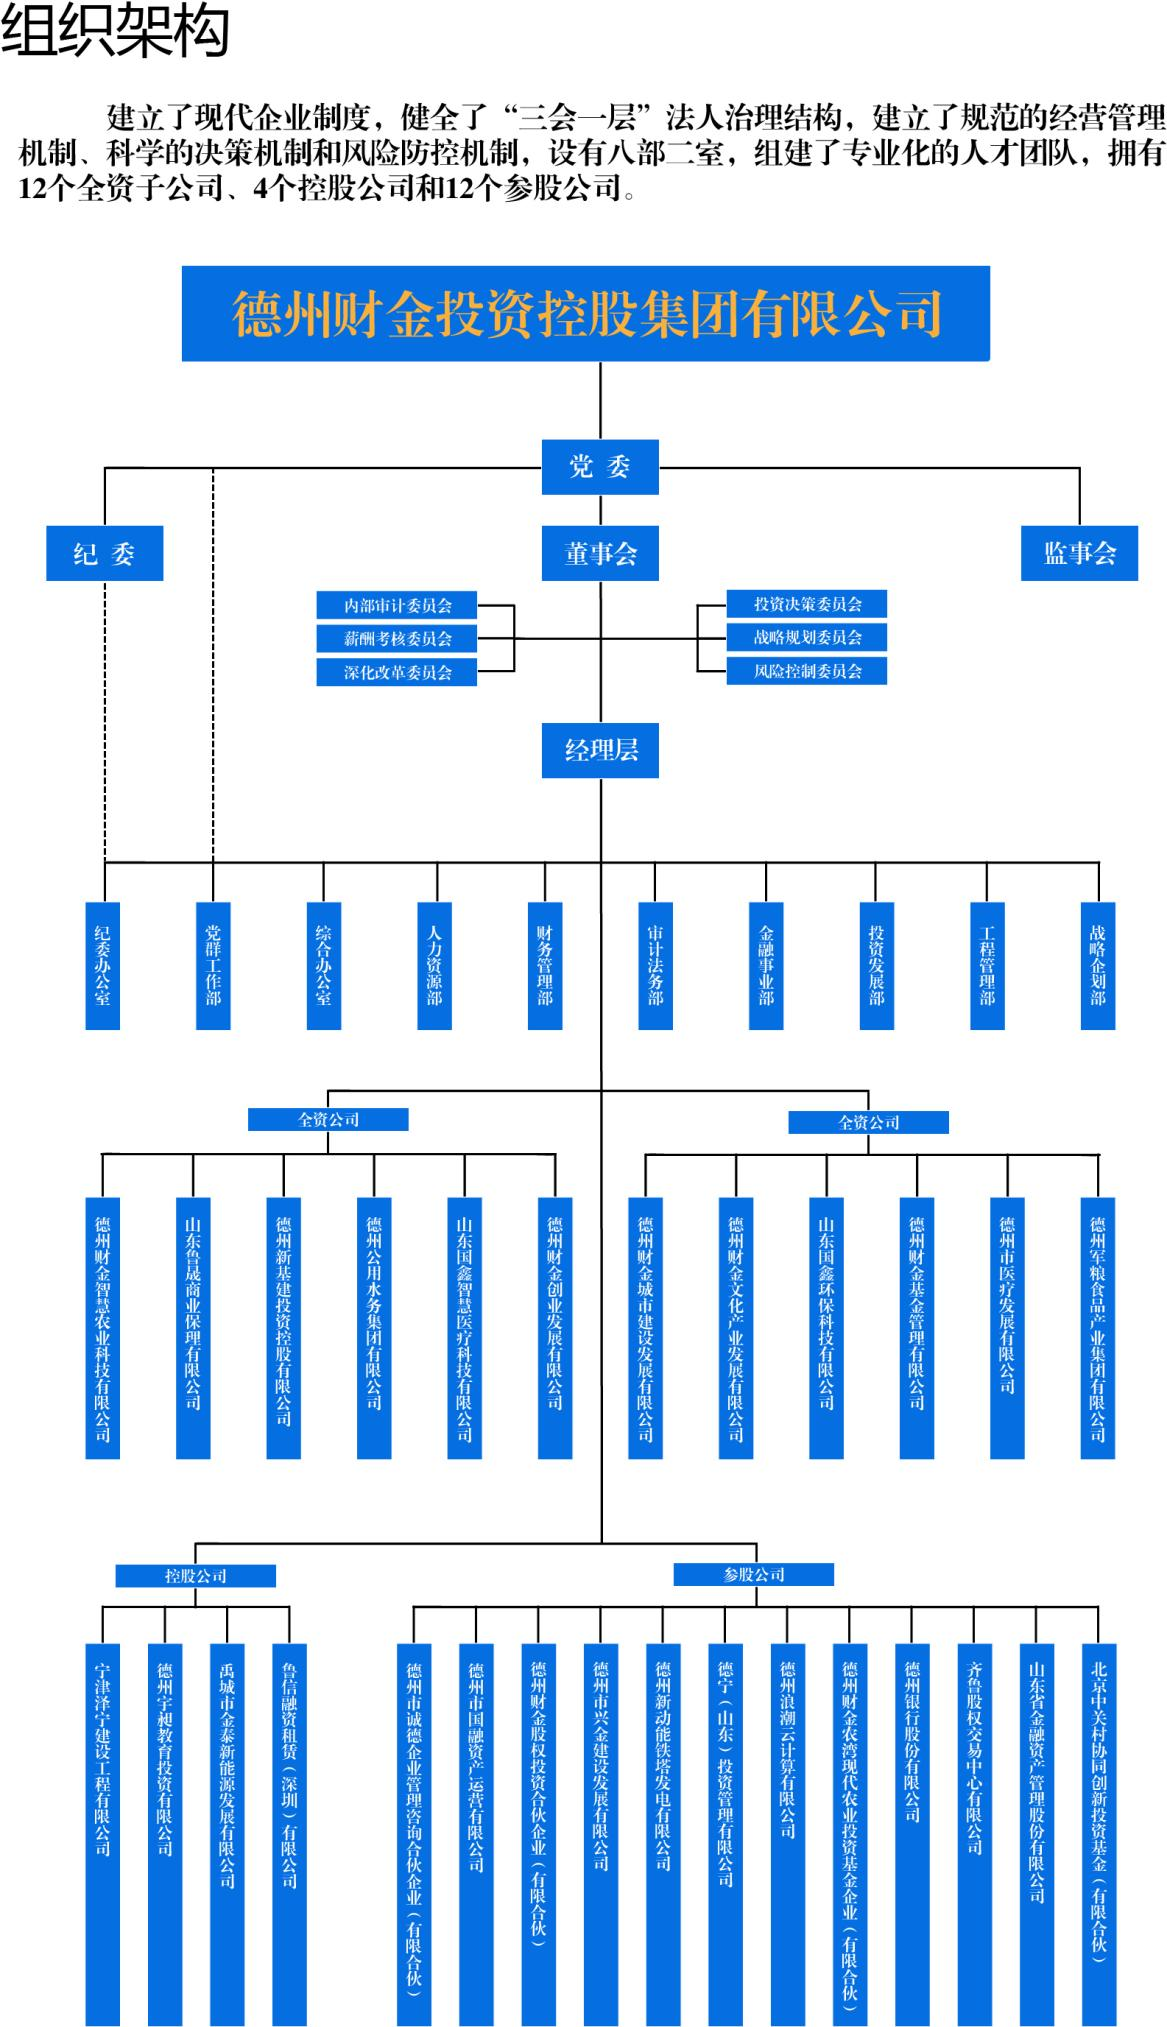 组织架构
建立了现代企业制度，健全了“三会一层”法人治理结构，建立了规范的经营管理
机制、科学的决策机制和风险防控机制，设有八部二室，组建了专业化的人才团队，拥有
12个全资子公司、4个控股公司和12个参股公司。
德州财金投资控股集团有限公司
党 委
纪 委
董事会
监事会
内部审计委员会
薪酬考核委员会
深化改革委员会
投资决策委员会
战略规划委员会
风险控制委员会
经理层
纪委办公室
党群工作部
综合办公室
人力资源部
财务管理部
审计法务部
金融事业部
投资发展部
工程管理部
战略企划部
全资公司
全资公司
德州财金智慧农业科技有限公司
山东鲁晟商业保理有限公司
德州新基建投资控股有限公司
德州公用水务集团有限公司
山东国鑫智慧医疗科技有限公司
德州财金创业发展有限公司
德州财金城市建设发展有限公司
德州财金文化产业发展有限公司
山东国鑫环保科技有限公司
德州财金基金管理有限公司
德州市医疗发展有限公司
德州军粮食品产业集团有限公司
控股公司
参股公司
宁津泽宁建设工程有限公司
德州宇昶教育投资有限公司
禹城市金泰新能源发展有限公司
鲁信融资租赁（深圳）有限公司
德州市诚德企业管理咨询合伙企业（有限合伙）
德州市国融资产运营有限公司
德州财金股权投资合伙企业（有限合伙）
德州市兴金建设发展有限公司
德州新动能铁塔发电有限公司
德宁（山东）投资管理有限公司
德州浪潮云计算有限公司
德州财金农湾现代农业投资基金企业（有限合伙）
德州银行股份有限公司
齐鲁股权交易中心有限公司
山东省金融资产管理股份有限公司
北京中关村协同创新投资基金（有限合伙）